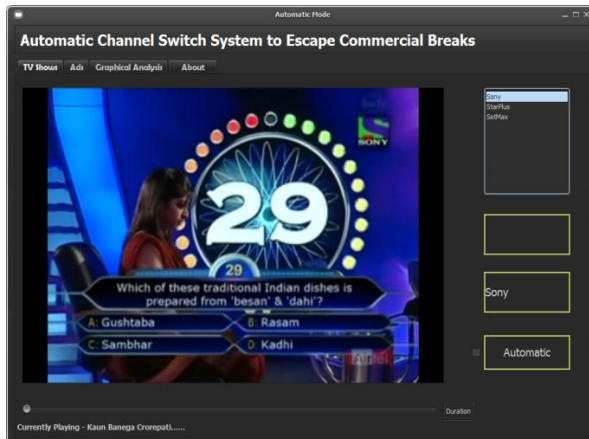 Automatic Mode
Automatic Channel Switch System to Escape Commercial Breaks
TV Shows Ads Graphical Analysis About
Sony
StarPlus
SetMax
SONY
29
29
Which of these traditional Indian dishes is
prepared from 'besan' & 'dahi'?
A: Gushtaba
B: Rasam
C: Sambhar
D: Kadhi
Airtel
Sony
Automatic
Duration
Currently Playing - Kaun Banega Crorepati......